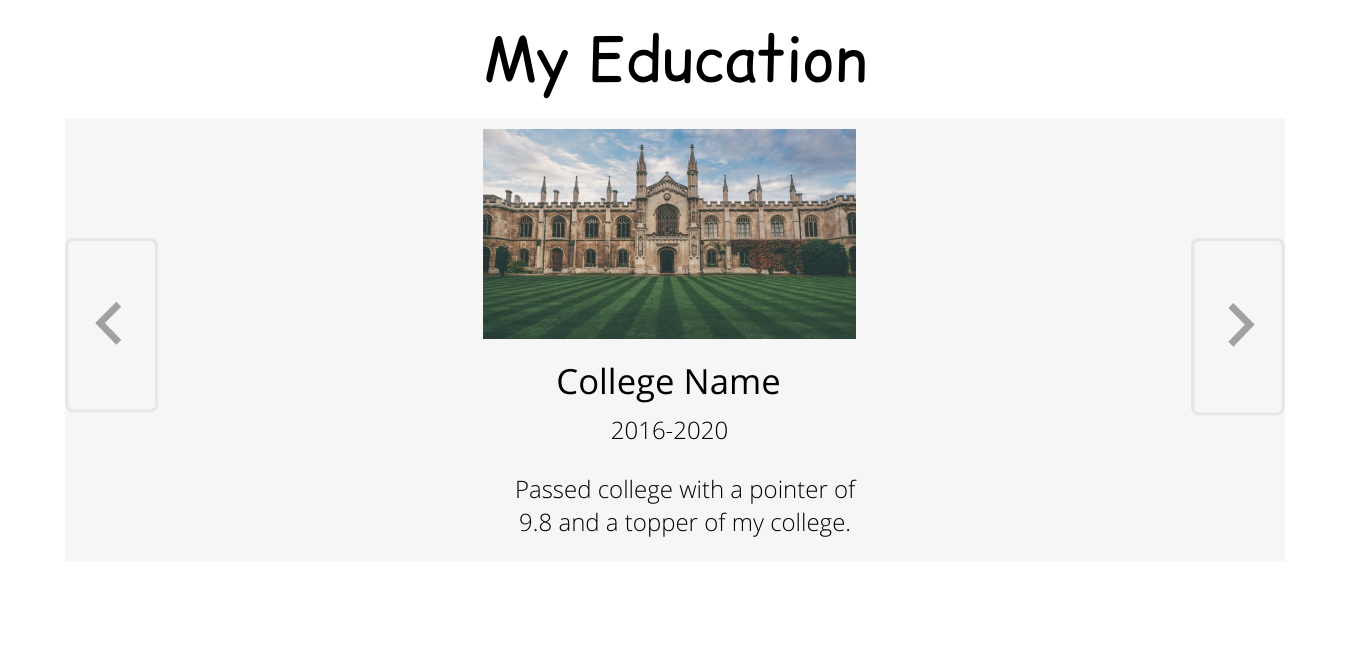 My Education
College Name
2016-2020
Passed college with a pointer of
9.8 and a topper of my college.